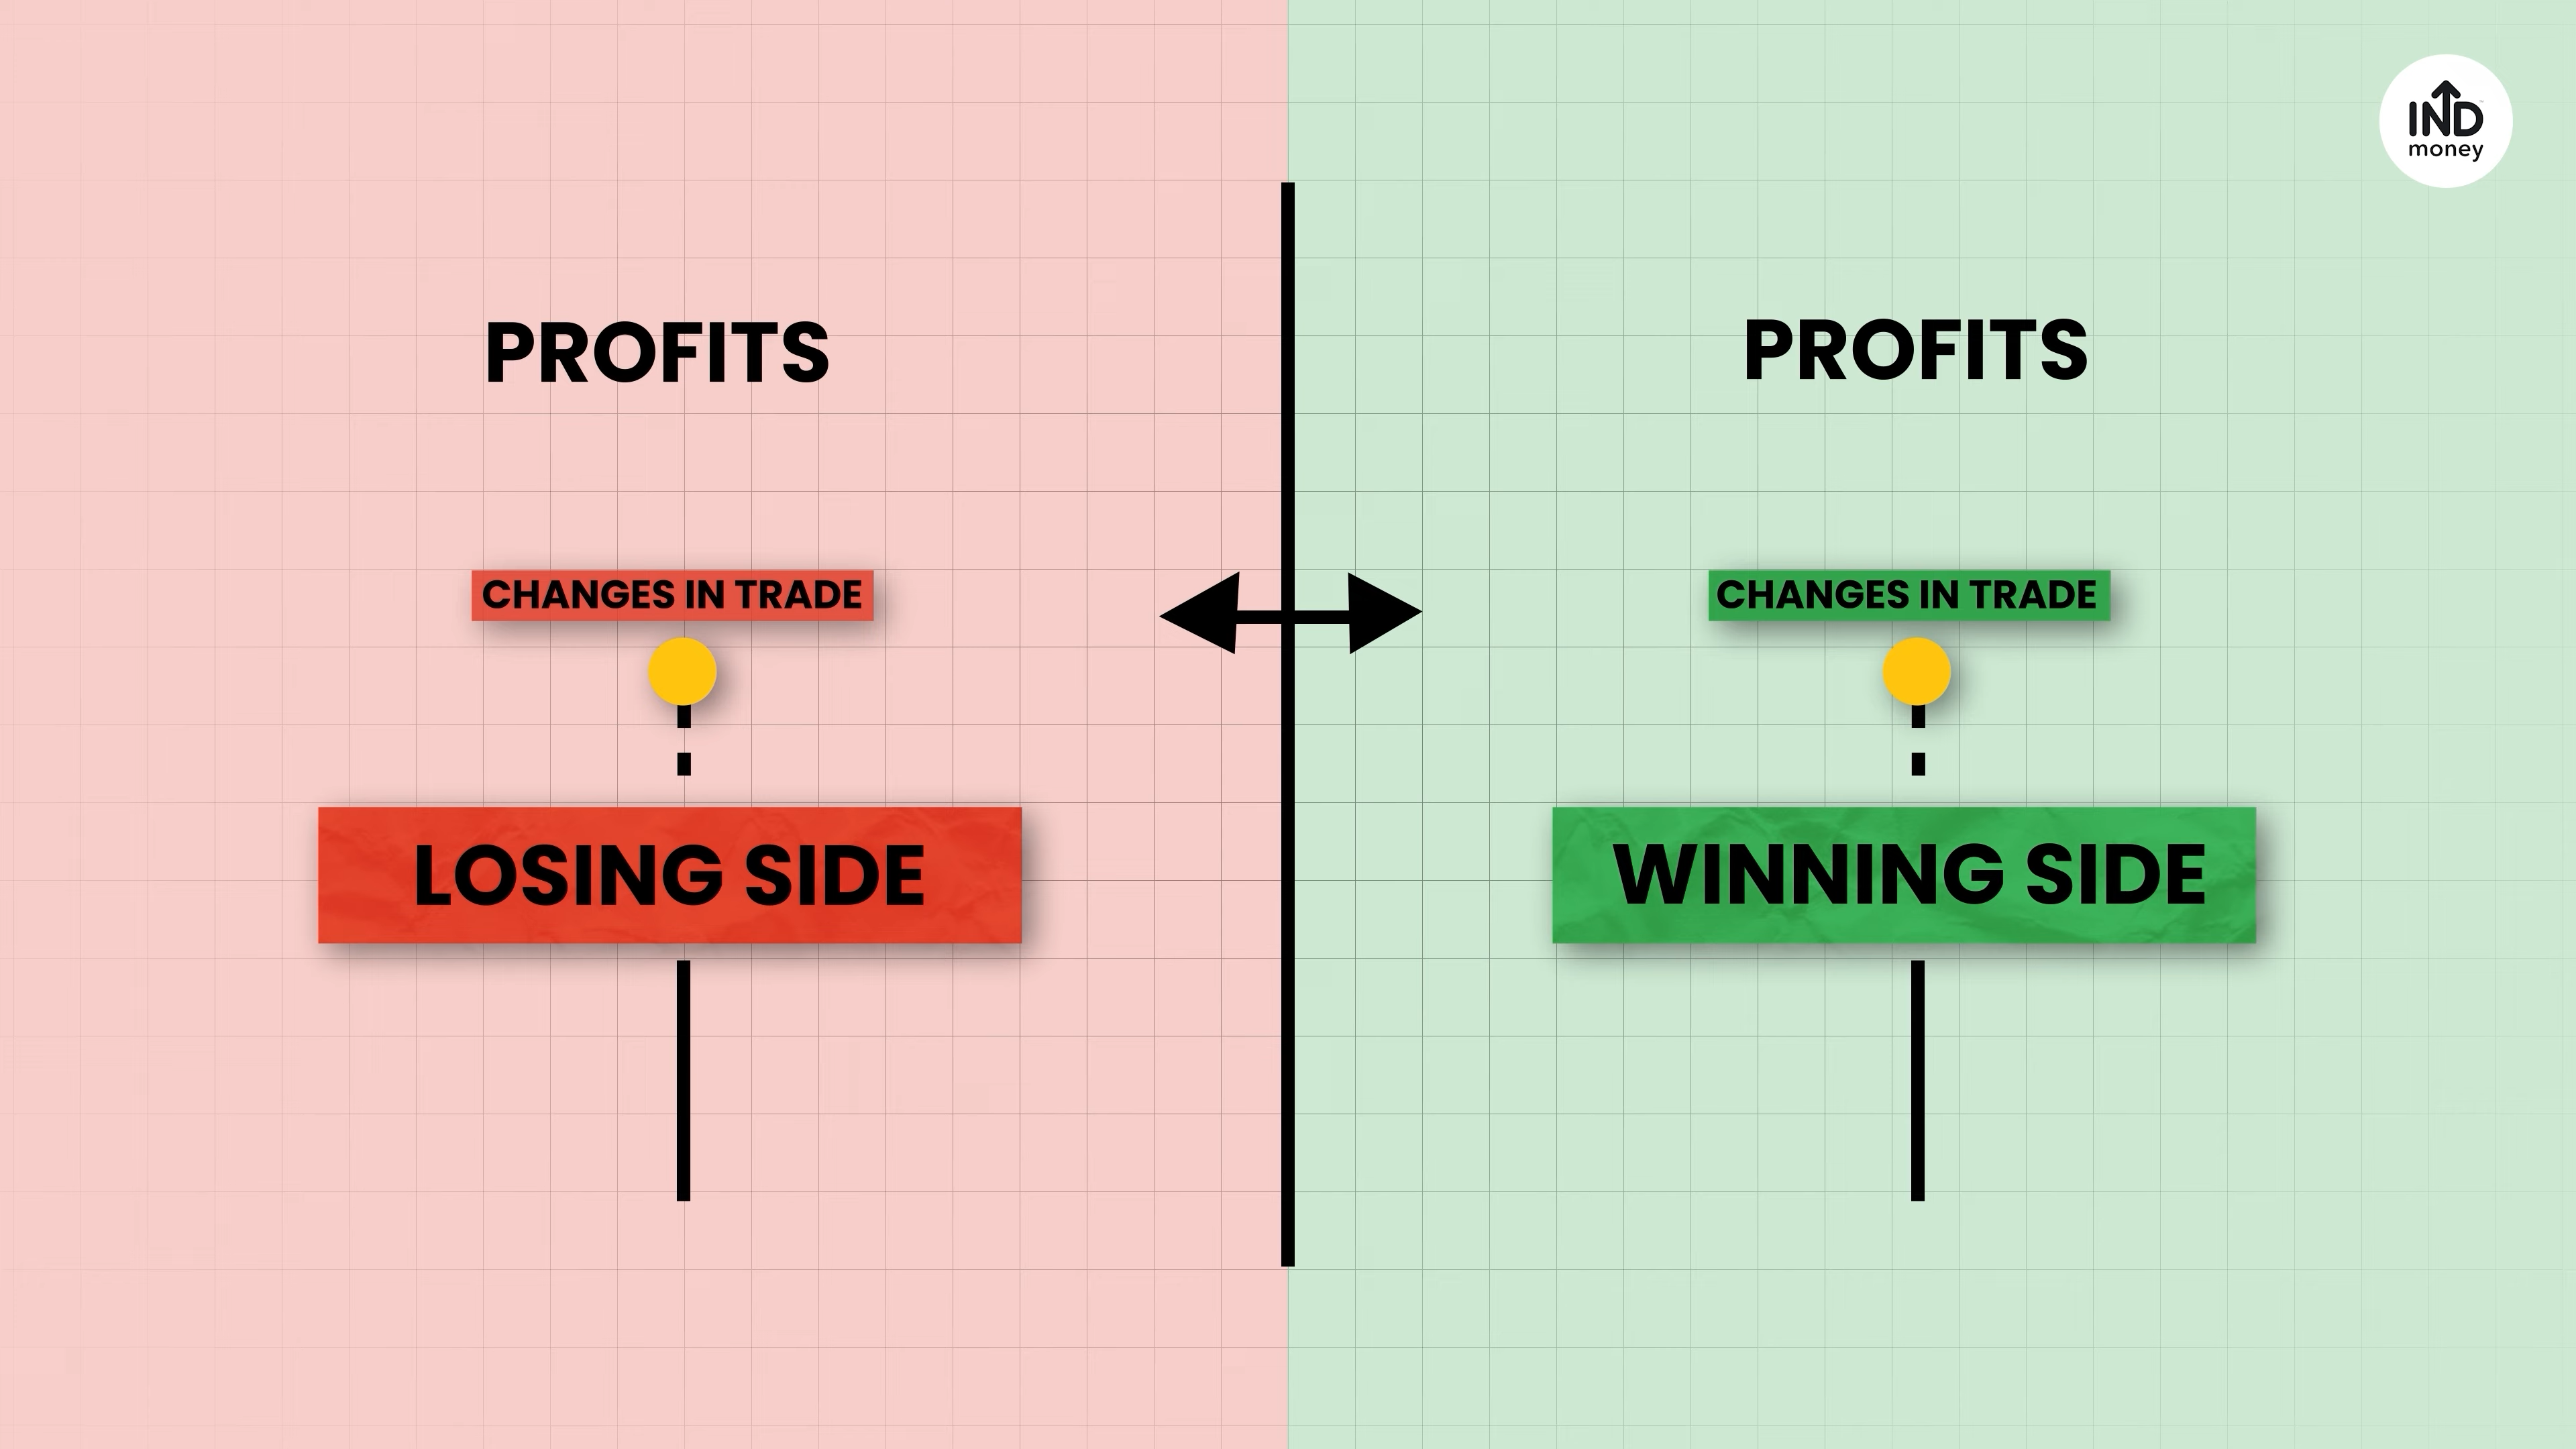 IND
money
PROFITS
CHANGES IN TRADE
LOSING SIDE
PROFITS
CHANGES IN TRADE
WINNING SIDE